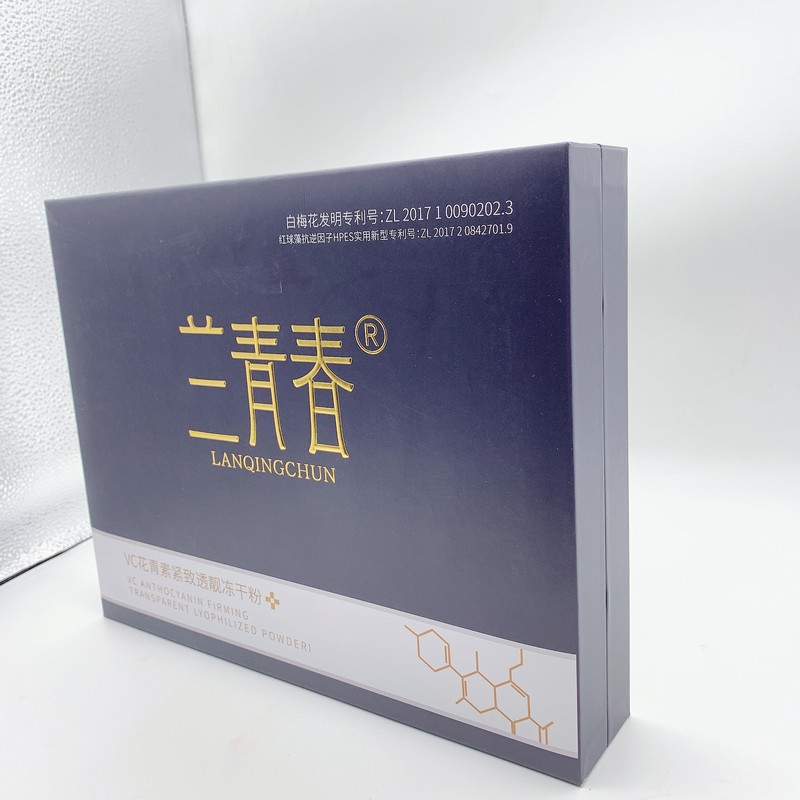 白梅花发明专利号:ZL 2017 1 0090202.3
红球藻抗逆因子HPES实用新型专利号:ZL 2017 2 0842701.9
兰青春®
LANQINGCHUN
VC花青素紧致透靓冻干粉
VC ANTHOCYANIN FIRMING
TRANSPARENT LYOPHILIZED POWDER)